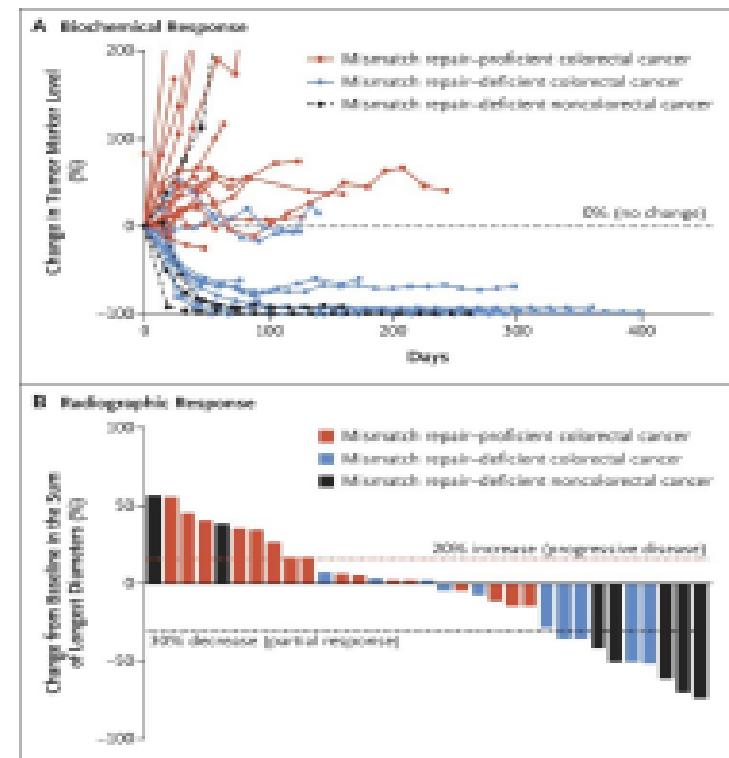 A Biochemical Response
200
100
0
−100
Change in Tumor Marker Level
(%)
Mismatch repair–proficient colorectal cancer
Mismatch repair–deficient colorectal cancer
Mismatch repair–deficient noncolorectal cancer
0% (no change)
0
100
200
300
400
Days
B Radiographic Response
100
50
0
−50
−100
Change from Baseline in the Sum
of Longest Diameters (%)
Mismatch repair–proficient colorectal cancer
Mismatch repair–deficient colorectal cancer
Mismatch repair–deficient noncolorectal cancer
20% increase (progressive disease)
30% decrease (partial response)